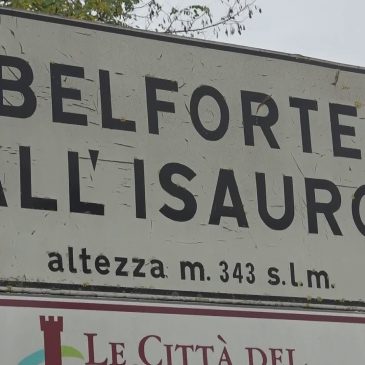 BELFORTE
ALL'ISAURO
altezza m. 343 s.l.m.
LE CITTÀ DEL